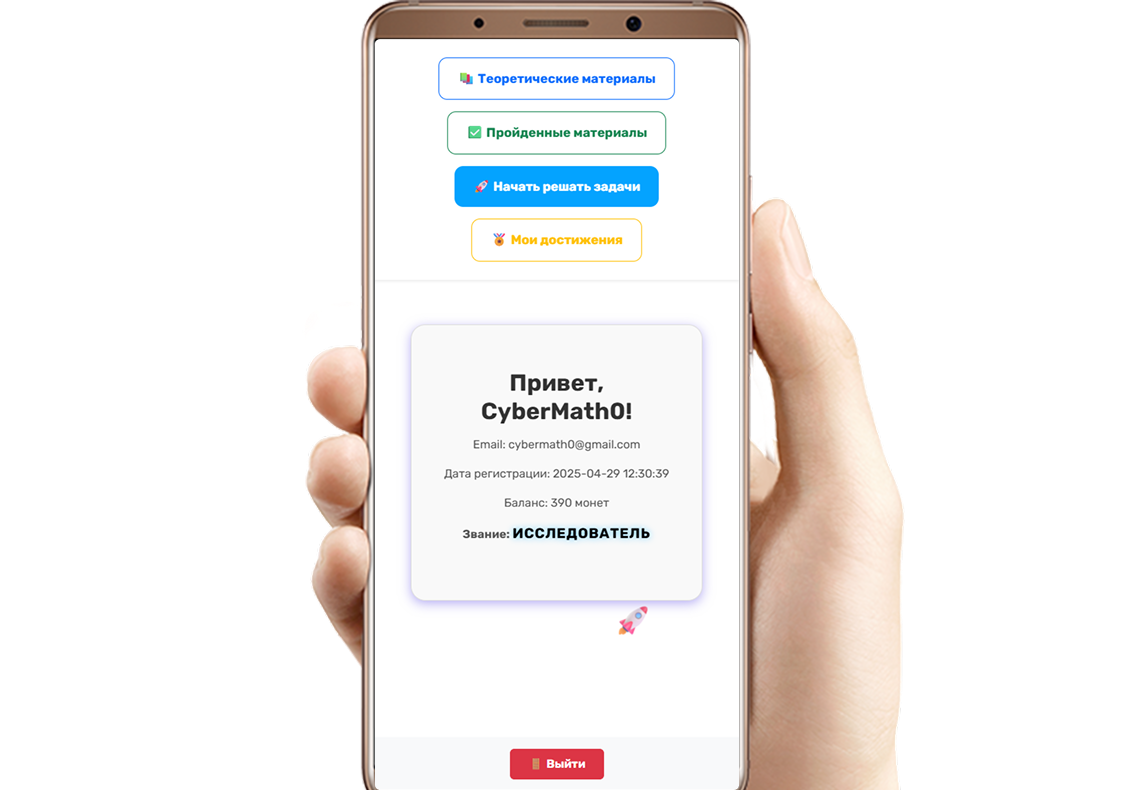 Теоретические материалы
Пройденные материалы
Начать решать задачи
Мои достижения
Привет,
CyberMath0!
Email: cybermath0@gmail.com
Дата регистрации: 2025-04-29 12:30:39
Баланс: 390 монет
Звание: ИССЛЕДОВАТЕЛЬ
Выйти